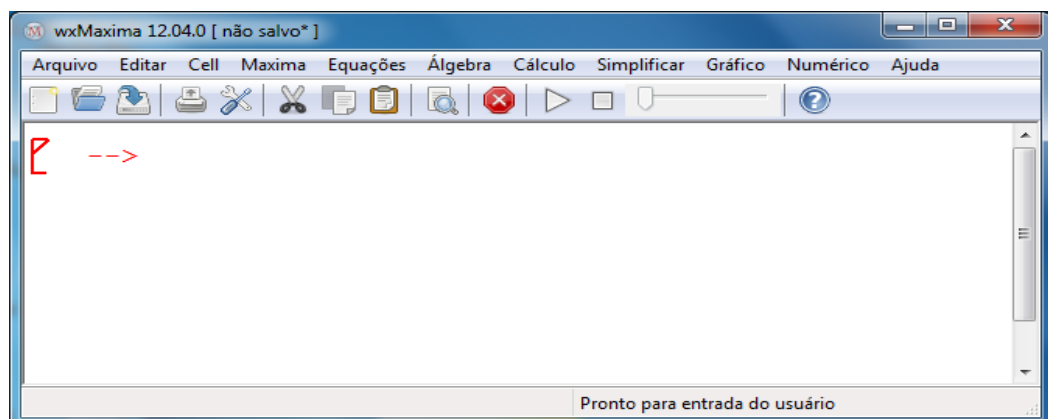 wxMaxima 12.04.0 [ não salvo* ]
Arquivo Editar Cell Maxima Equações Álgebra Cálculo Simplificar Gráfico Numérico Ajuda
-->
Pronto para entrada do usuário